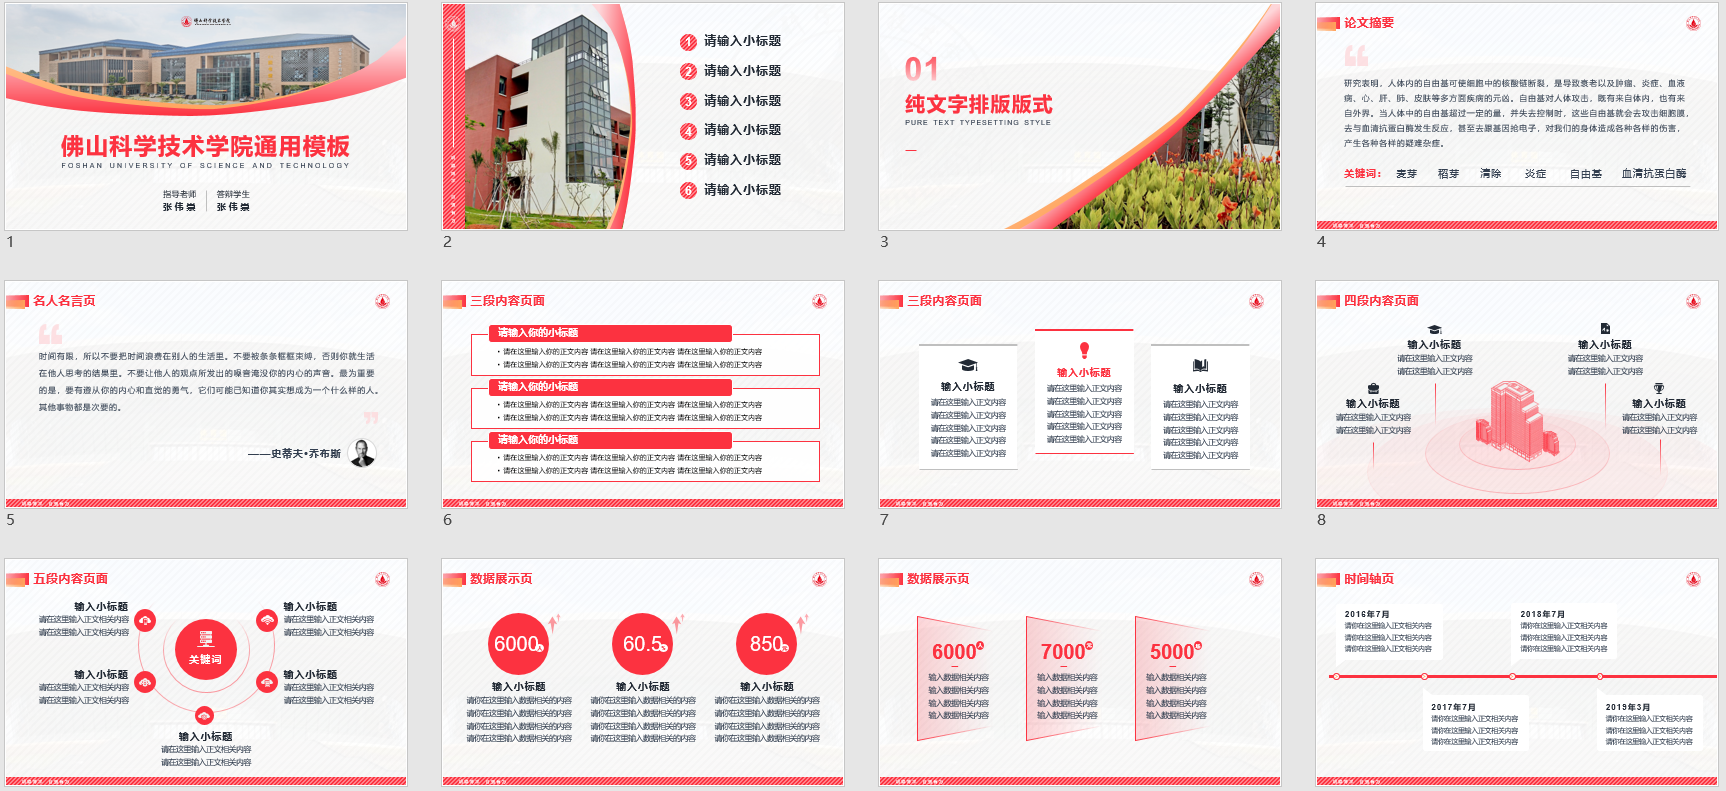 佛山科学技术学院
佛山科学技术学院通用模板
FOSHAN UNIVERSITY OF SCIENCE AND TECHNOLOGY
指导老师 答辩学生
张伟崇 张伟崇
1
1 请输入小标题
2 请输入小标题
3 请输入小标题
4 请输入小标题
5 请输入小标题
6 请输入小标题
2
01
纯文字排版版式
PURE TEXT TYPESETTING STYLE
3
论文摘要
研究表明，人体内的自由基可使细胞中的核酸链断裂，是导致衰老以及肿瘤、炎症、血液
病、心、肝、肺、皮肤等多方面疾病的元凶。自由基对人体攻击，既有来自体内，也有来
自外界。当人体中的自由基超过一定的量，并失去控制时，这些自由基就会去攻击细胞膜，
去与血清抗蛋白酶发生反应，甚至去跟基因抢电子，对我们的身体造成各种各样的伤害，
产生各种各样的疑难杂症。
关键词： 麦芽 稻芽 清除 炎症 自由基 血清抗蛋白酶
4
名人名言页
时间有限，所以不要把时间浪费在别人的生活里。不要被条条框框束缚，否则你就生活
在他人思考的结果里。不要让他人的观点所发出的噪音淹没你的内心的声音。最为重要
的是，要有遵从你的内心和直觉的勇气，它们可能已知道你其实想成为一个什么样的人。
其他事物都是次要的。
——史蒂夫•乔布斯
5
三段内容页面
请输入你的小标题
• 请在这里输入你的正文内容 请在这里输入你的正文内容 请在这里输入你的正文内容
• 请在这里输入你的正文内容 请在这里输入你的正文内容 请在这里输入你的正文内容
请输入你的小标题
• 请在这里输入你的正文内容 请在这里输入你的正文内容 请在这里输入你的正文内容
• 请在这里输入你的正文内容 请在这里输入你的正文内容 请在这里输入你的正文内容
请输入你的小标题
• 请在这里输入你的正文内容 请在这里输入你的正文内容 请在这里输入你的正文内容
• 请在这里输入你的正文内容 请在这里输入你的正文内容 请在这里输入你的正文内容
6
三段内容页面
输入小标题
请在这里输入正文内容
请在这里输入正文内容
请在这里输入正文内容
请在这里输入正文内容
请在这里输入正文内容
输入小标题
请在这里输入正文内容
请在这里输入正文内容
请在这里输入正文内容
请在这里输入正文内容
请在这里输入正文内容
输入小标题
请在这里输入正文内容
请在这里输入正文内容
请在这里输入正文内容
请在这里输入正文内容
请在这里输入正文内容
7
四段内容页面
输入小标题
请在这里输入正文内容
请在这里输入正文内容
输入小标题
请在这里输入正文内容
请在这里输入正文内容
输入小标题
请在这里输入正文内容
请在这里输入正文内容
输入小标题
请在这里输入正文内容
请在这里输入正文内容
8
五段内容页面
输入小标题
请在这里输入正文相关内容
请在这里输入正文相关内容
输入小标题
请在这里输入正文相关内容
请在这里输入正文相关内容
关键词
输入小标题
请在这里输入正文相关内容
请在这里输入正文相关内容
输入小标题
请在这里输入正文相关内容
请在这里输入正文相关内容
输入小标题
请在这里输入正文相关内容
请在这里输入正文相关内容
数据展示页
6000 60.5 850
输入小标题
请你在这里输入数据相关的内容
请你在这里输入数据相关的内容
请你在这里输入数据相关的内容
请你在这里输入数据相关的内容
输入小标题
请你在这里输入数据相关的内容
请你在这里输入数据相关的内容
请你在这里输入数据相关的内容
请你在这里输入数据相关的内容
输入小标题
请你在这里输入数据相关的内容
请你在这里输入数据相关的内容
请你在这里输入数据相关的内容
请你在这里输入数据相关的内容
数据展示页
6000
输入数据相关内容
输入数据相关内容
输入数据相关内容
输入数据相关内容
7000
输入数据相关内容
输入数据相关内容
输入数据相关内容
输入数据相关内容
5000
输入数据相关内容
输入数据相关内容
输入数据相关内容
输入数据相关内容
时间轴页
2016年7月
请你在这里输入正文相关内容
请你在这里输入正文相关内容
请你在这里输入正文相关内容
2018年7月
请你在这里输入正文相关内容
请你在这里输入正文相关内容
请你在这里输入正文相关内容
2017年7月
请你在这里输入正文相关内容
请你在这里输入正文相关内容
请你在这里输入正文相关内容
2019年3月
请你在这里输入正文相关内容
请你在这里输入正文相关内容
请你在这里输入正文相关内容